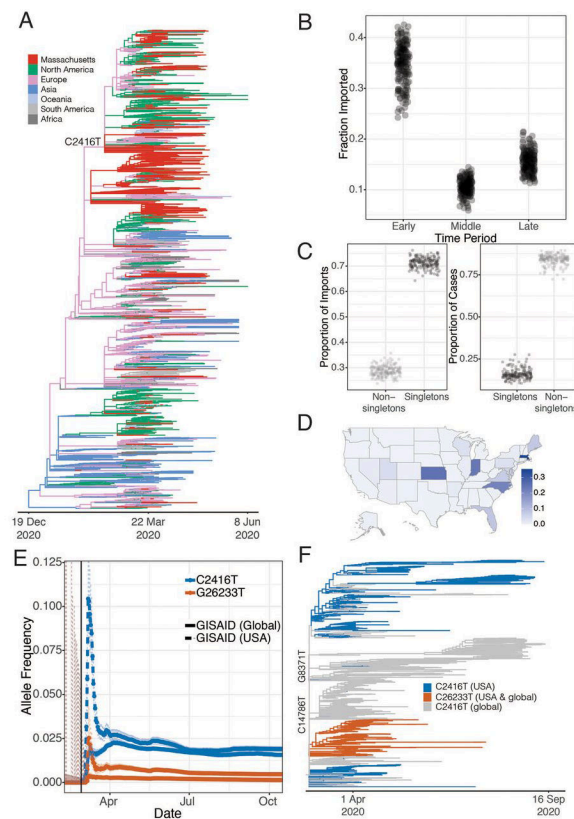 A
Massachusetts
North America
Europe
Asia
Oceania
South America
Africa
C2416T
19 Dec
2020
22 Mar
2020
8 Jun
2020
B
Fraction Imported
0.4
0.3
0.2
0.1
Early
Middle
Late
Time Period
C
Proportion of Imports
0.7
0.6
0.5
0.4
0.3
Non–
singletons
Singletons
Proportion of Cases
0.75
0.50
0.25
Singletons
Non–
singletons
D
0.3
0.2
0.1
0.0
E
Allele Frequency
0.125
0.100
0.075
0.050
0.025
0.000
C2416T
G26233T
GISAID (Global)
GISAID (USA)
Apr
Jul
Oct
Date
F
G8371T
C14786T
C2416T (USA)
C26233T (USA & global)
C2416T (global)
1 Apr
2020
16 Sep
2020